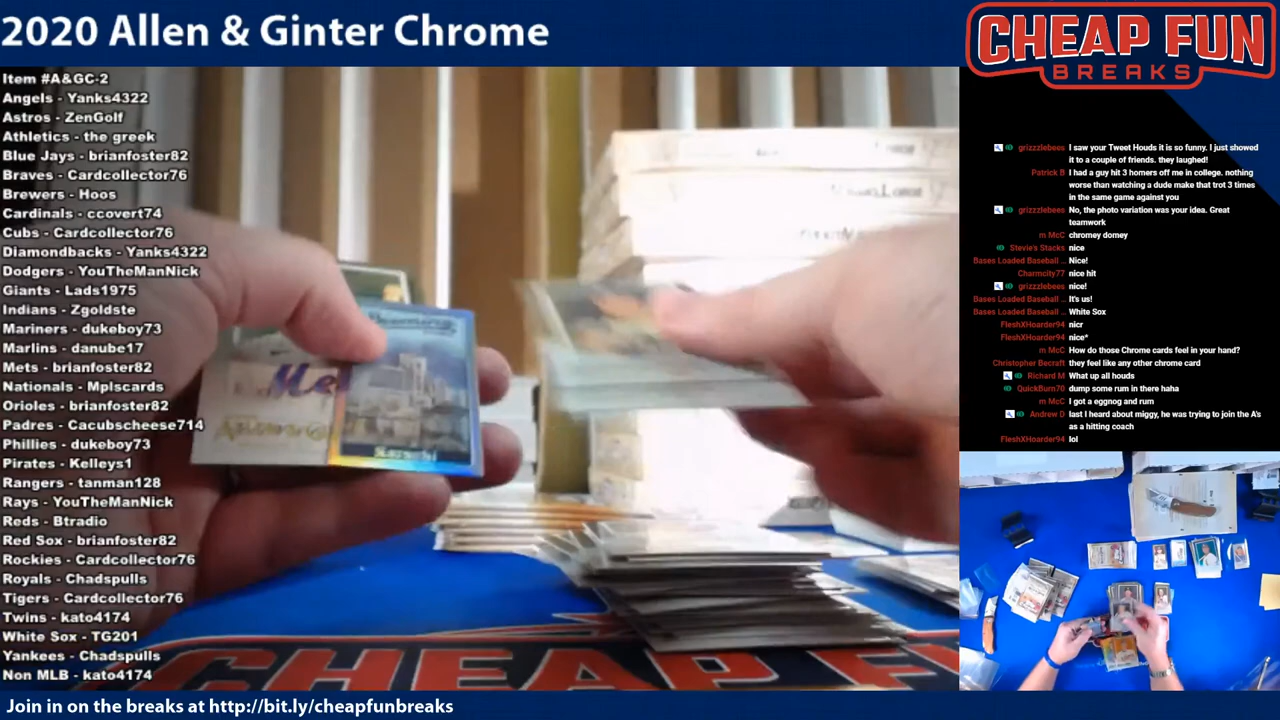 2020 Allen & Ginter Chrome
CHEAP FUN
BREAKS
Item #A&GC-2
Angels - Yanks4322
Astros - ZenGolf
Athletics - the greek
Blue Jays - brianfoster82
Braves - Cardcollector76
Brewers - Hoos
Cardinals - ccovert74
Cubs - Cardcollector76
Diamondbacks - Yanks4322
Dodgers - YouTheManNick
Giants - Lads1975
Indians - Zgoldste
Mariners - dukeboy73
Marlins - danube17
Mets - brianfoster82
Nationals - Mplscards
Orioles - brianfoster82
Padres - Cacubscheese714
Phillies - dukeboy73
Pirates - Kelleys1
Rangers - tanman128
Rays - YouTheManNick
Reds - Btradio
Red Sox - brianfoster82
Rockies - Cardcollector76
Royals - Chadspulls
Tigers - Cardcollector76
Twins - kato4174
White Sox - TG201
Yankees - Chadspulls
Non MLB - kato4174
grizzzlebees I saw your Tweet Houds it is so funny. I just showed
it to a couple of friends. they laughed!
Patrick B I had a guy hit 3 homers off me in college. nothing
worse than watching a dude make that trot 3 times
in the same game against you
grizzzlebees No, the photo variation was your idea. Great
teamwork
m McC chromey domey
Stevie's Stacks nice
Bases Loaded Baseball ... Nice!
Charmcity77 nice hit
grizzzlebees nice!
Bases Loaded Baseball ... It's us!
Bases Loaded Baseball ... White Sox
FleshXHoarder94 nicr
FleshXHoarder94 nice*
m McC How do those Chrome cards feel in your hand?
Christopher Becraft they feel like any other chrome card
Richard M What up all houds
QuickBurn70 dump some rum in there haha
m McC I got a eggnog and rum
Andrew D last I heard about miggy, he was trying to join the A's
as a hitting coach
FleshXHoarder94 lol
CHEAP F
Join in on the breaks at http://bit.ly/cheapfunbreaks